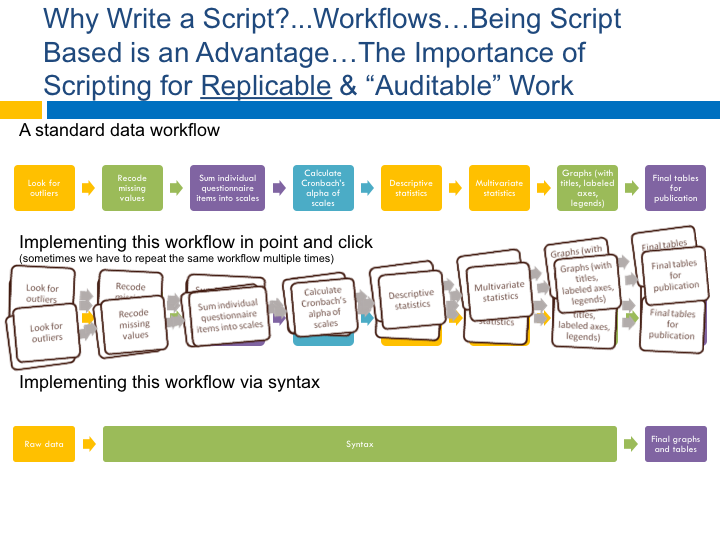 Why Write a Script?...Workflows…Being Script
Based is an Advantage…The Importance of
Scripting for Replicable & “Auditable” Work
A standard data workflow
Look for
outliers
Recode
missing
values
Sum individual
questionnaire
items into scales
Calculate
Cronbach's
alpha of
scales
Descriptive
statistics
Multivariate
statistics
Graphs (with
titles, labeled
axes,
legends)
Final tables
for
publication
Implementing this workflow in point and click
(sometimes we have to repeat the same workflow multiple times)
Look for
outliers
Look for
outliers
Recode
Recode
missing
values
Sum individual
questionnaire
items into scales
Calculate
Cronbach's
alpha of
scales
Descriptive
statistics
Multivariate
statistics
statistics
Graphs (with
Graphs (with
titles,
labeled axes,
legends)
titles,
labeled axes,
legends)
Final tables
Final tables
for
publication
Final tables
for
publication
Implementing this workflow via syntax
Raw data
Syntax
Final graphs
and tables